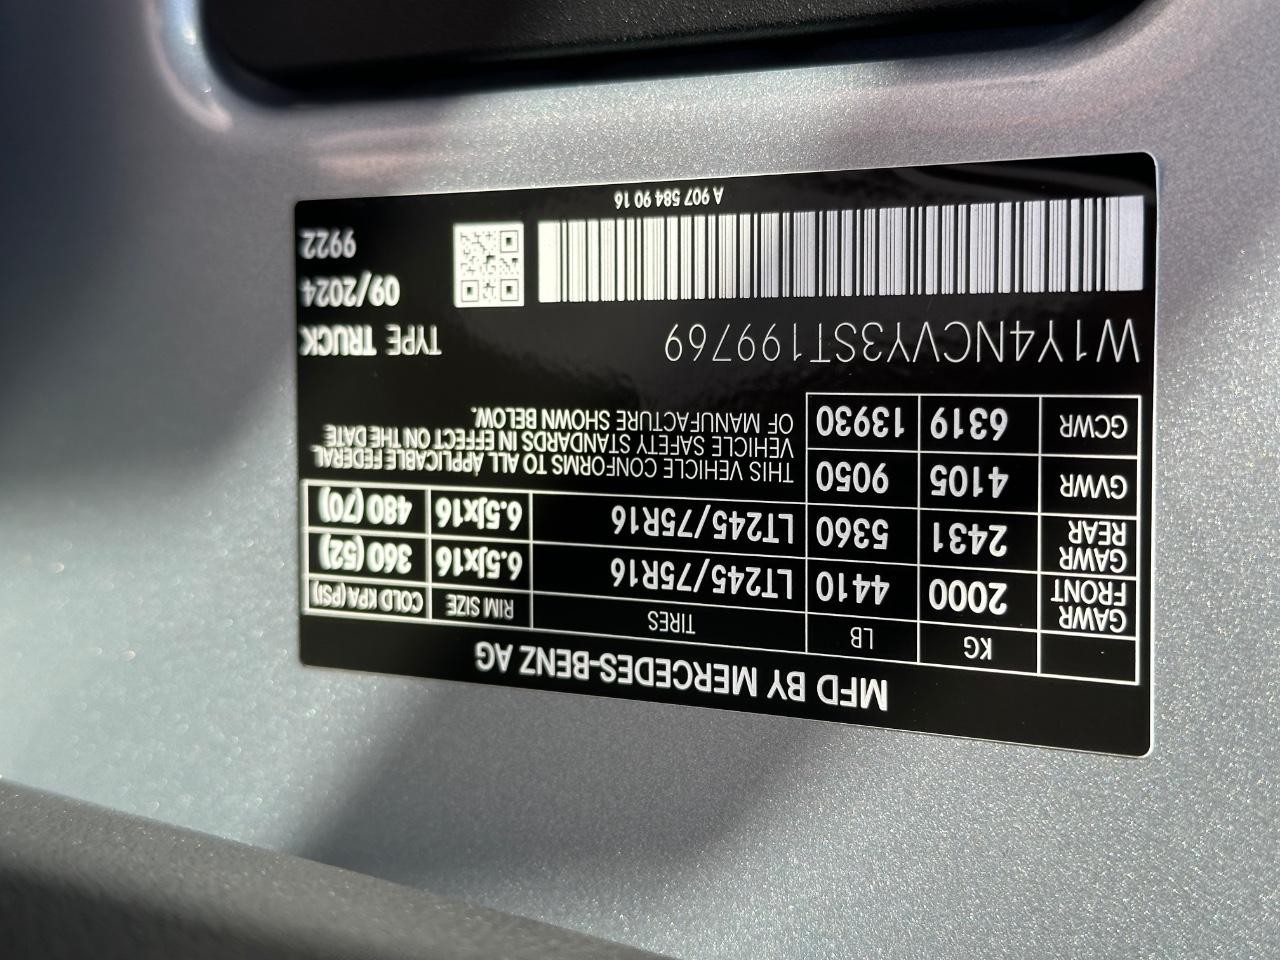 MFD BY MERCEDES-BENZ AG
KG LB TIRES RIM SIZE COLD KPA (PSI)
GAWR FRONT 2000 4410 LT245/75R16 6.5Jx16 360 (52)
GAWR REAR 2431 5360 LT245/75R16 6.5Jx16 480 (70)
GVWR 4105 9050
GCWR 6319 13930
THIS VEHICLE CONFORMS TO ALL APPLICABLE FEDERAL
VEHICLE SAFETY STANDARDS IN EFFECT ON THE DATE
OF MANUFACTURE SHOWN BELOW.
W1Y4NCVY3ST199769 TYPE TRUCK
09/2024
9922
A 907 584 90 16